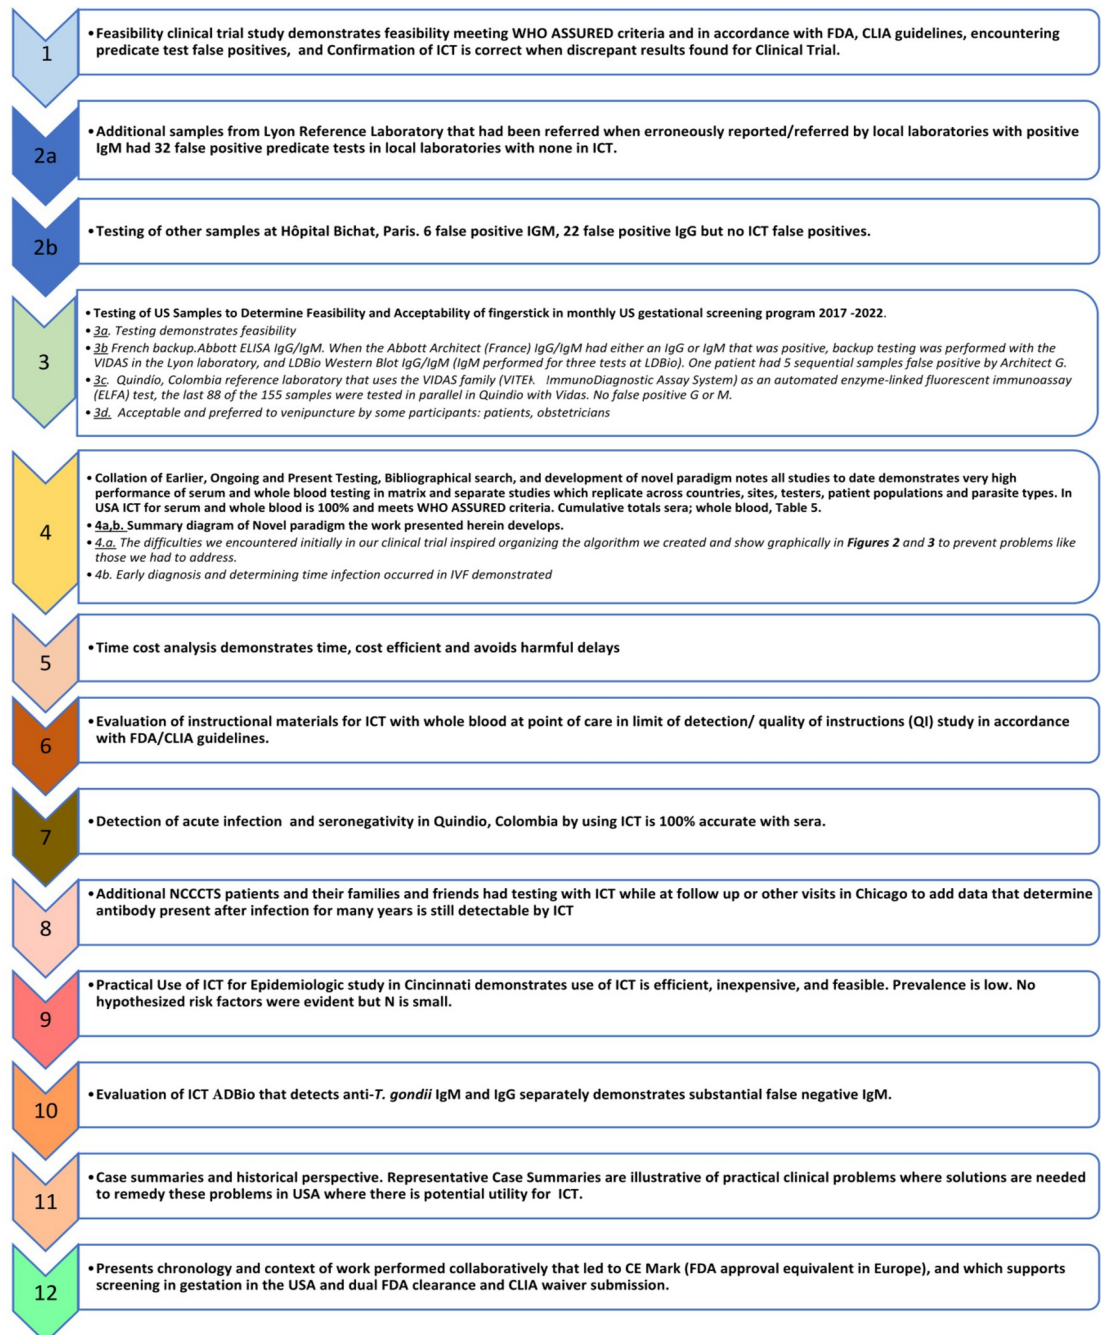 1
•Feasibility clinical trial study demonstrates feasibility meeting WHO ASSURED criteria and in accordance with FDA, CLIA guidelines, encountering
predicate test false positives, and Confirmation of ICT is correct when discrepant results found for Clinical Trial.
2a
•Additional samples from Lyon Reference Laboratory that had been referred when erroneously reported/referred by local laboratories with positive
IgM had 32 false positive predicate tests in local laboratories with none in ICT.
2b
•Testing of other samples at Hôpital Bichat, Paris. 6 false positive IGM, 22 false positive IgG but no ICT false positives.
3
•Testing of US Samples to Determine Feasibility and Acceptability of fingerstick in monthly US gestational screening program 2017 -2022.
•3a. Testing demonstrates feasibility
•3b French backup.Abbott ELISA IgG/IgM. When the Abbott Architect (France) IgG/IgM had either an IgG or IgM that was positive, backup testing was performed with the
VIDAS in the Lyon laboratory, and LDBio Western Blot IgG/IgM (IgM performed for three tests at LDBio). One patient had 5 sequential samples false positive by Architect G.
•3c. Quindío, Colombia reference laboratory that uses the VIDAS family (VITEK ImmunoDiagnostic Assay System) as an automated enzyme-linked fluorescent immunoassay
(ELFA) test, the last 88 of the 155 samples were tested in parallel in Quindio with Vidas. No false positive G or M.
•3d. Acceptable and preferred to venipuncture by some participants: patients, obstetricians
4
•Collation of Earlier, Ongoing and Present Testing, Bibliographical search, and development of novel paradigm notes all studies to date demonstrates very high
performance of serum and whole blood testing in matrix and separate studies which replicate across countries, sites, testers, patient populations and parasite types. In
USA ICT for serum and whole blood is 100% and meets WHO ASSURED criteria. Cumulative totals sera; whole blood, Table 5.
•4a,b. Summary diagram of Novel paradigm the work presented herein develops.
•4.a. The difficulties we encountered initially in our clinical trial inspired organizing the algorithm we created and show graphically in Figures 2 and 3 to prevent problems like
those we had to address.
•4b. Early diagnosis and determining time infection occurred in IVF demonstrated
5
•Time cost analysis demonstrates time, cost efficient and avoids harmful delays
6
•Evaluation of instructional materials for ICT with whole blood at point of care in limit of detection/ quality of instructions (QI) study in accordance
with FDA/CLIA guidelines.
7
•Detection of acute infection and seronegativity in Quindio, Colombia by using ICT is 100% accurate with sera.
8
•Additional NCCCTS patients and their families and friends had testing with ICT while at follow up or other visits in Chicago to add data that determine
antibody present after infection for many years is still detectable by ICT
9
•Practical Use of ICT for Epidemiologic study in Cincinnati demonstrates use of ICT is efficient, inexpensive, and feasible. Prevalence is low. No
hypothesized risk factors were evident but N is small.
10
•Evaluation of ICT ADBio that detects anti-T. gondii IgM and IgG separately demonstrates substantial false negative IgM.
11
•Case summaries and historical perspective. Representative Case Summaries are illustrative of practical clinical problems where solutions are needed
to remedy these problems in USA where there is potential utility for ICT.
12
•Presents chronology and context of work performed collaboratively that led to CE Mark (FDA approval equivalent in Europe), and which supports
screening in gestation in the USA and dual FDA clearance and CLIA waiver submission.